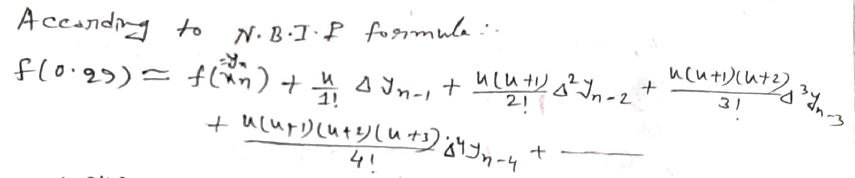 According to N.B.I.F formula :.
f(0.29) = f(xn) =yn + u/1! Δyn-1 + u(u+1)/2! Δ²yn-2 + u(u+1)(u+2)/3! Δ³yn-3
+ u(u+1)(u+2)(u+3)/4! Δ⁴yn-4 + ———